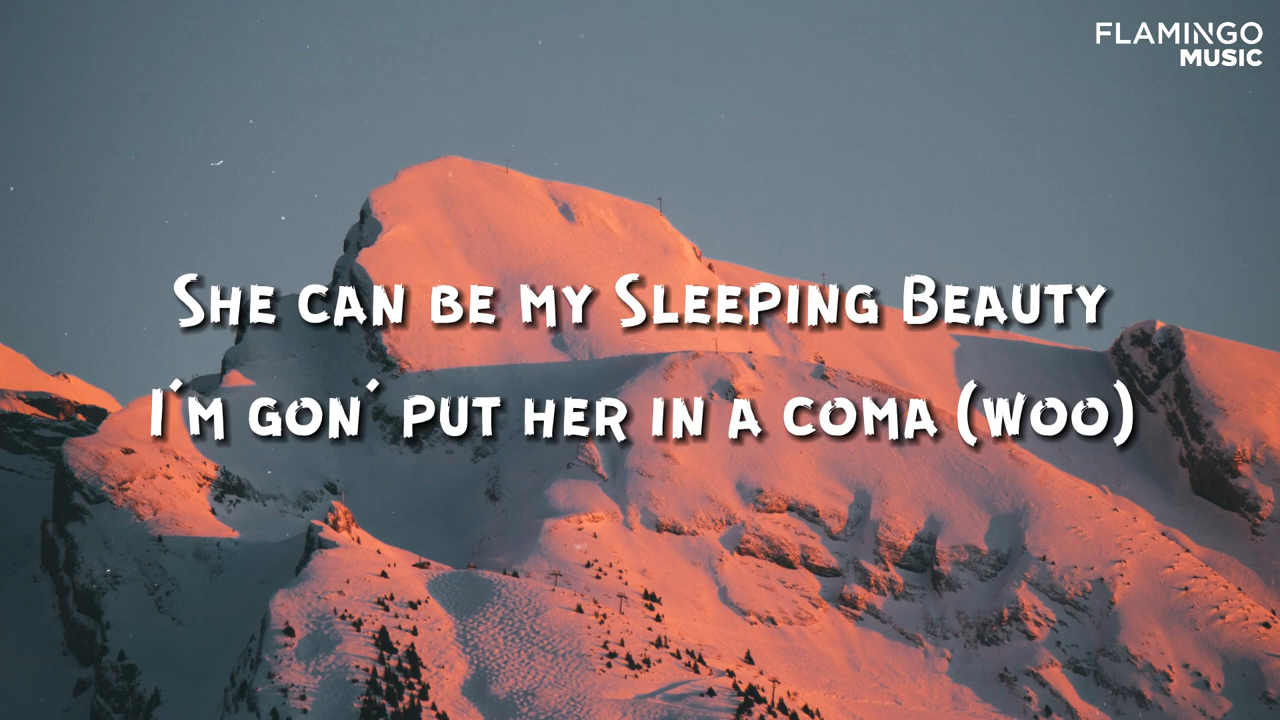 FLAMINGO
MUSIC
She can be my Sleeping Beauty
I'm gon' put her in a coma (woo)